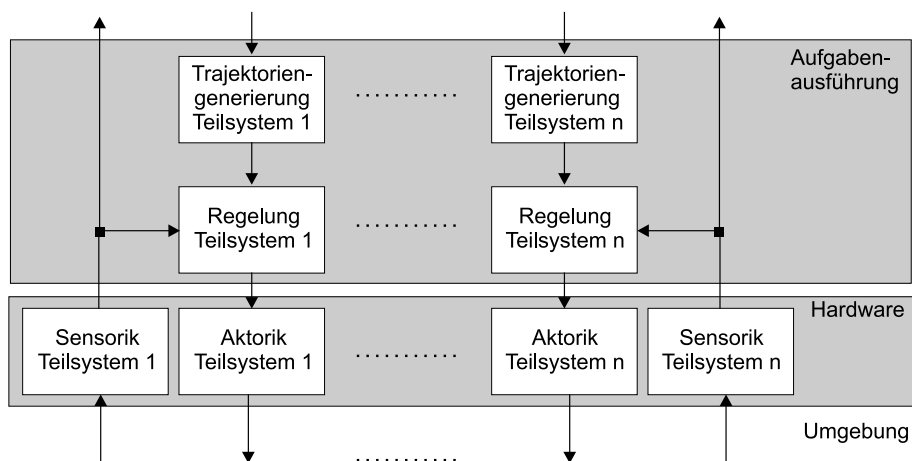 Aufgaben-
ausführung
Trajektorien-
generierung
Teilsystem 1
Trajektorien-
generierung
Teilsystem n
Regelung
Teilsystem 1
Regelung
Teilsystem n
Hardware
Sensorik
Teilsystem 1
Aktorik
Teilsystem 1
Aktorik
Teilsystem n
Sensorik
Teilsystem n
Umgebung